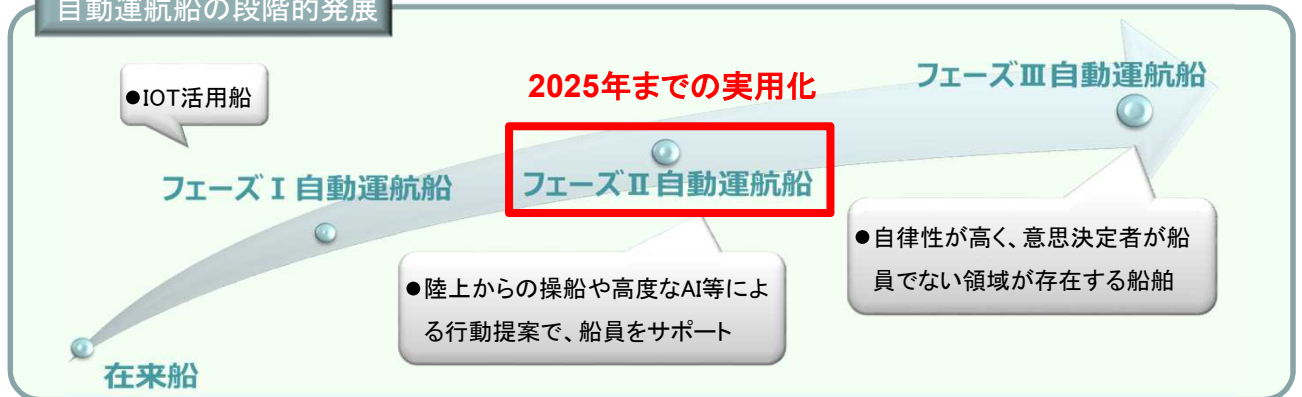 自動運航船の段階的発展
●IOT活用船
2025年までの実用化
フェーズⅢ自動運航船
フェーズⅠ自動運航船
フェーズⅡ自動運航船
●自律性が高く、意思決定者が船
員でない領域が存在する船舶
●陸上からの操船や高度なAI等によ
る行動提案で、船員をサポート
在来船